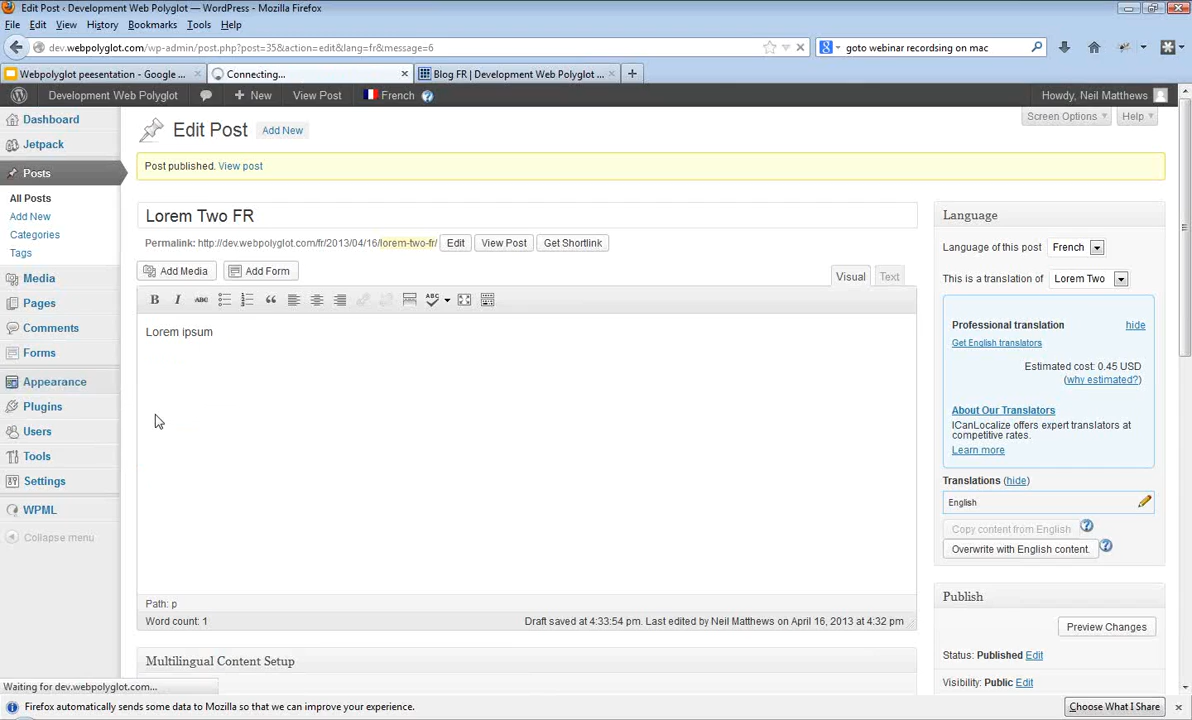 Edit Post ‹ Development Web Polyglot — WordPress - Mozilla Firefox
File Edit View History Bookmarks Tools Help
dev.webpolyglot.com/wp-admin/post.php?post=35&action=edit&lang=fr&message=6
goto webinar recordsing on mac
Webpolyglot peesentation - Google ...
Connecting...
Blog FR | Development Web Polyglot ...
Development Web Polyglot
New
View Post
French
Howdy, Neil Matthews
Dashboard
Jetpack
Posts
All Posts
Add New
Categories
Tags
Media
Pages
Comments
Forms
Appearance
Plugins
Users
Tools
Settings
WPML
Collapse menu
Screen Options
Help
Edit Post
Add New
Post published. View post
Lorem Two FR
Permalink: http://dev.webpolyglot.com/fr/2013/04/16/lorem-two-fr/ Edit View Post Get Shortlink
Add Media
Add Form
Visual
Text
B I ABC ABC
Lorem ipsum
Path: p
Word count: 1
Draft saved at 4:33:54 pm. Last edited by Neil Matthews on April 16, 2013 at 4:32 pm
Multilingual Content Setup
Language
Language of this post French
This is a translation of Lorem Two
Professional translation hide
Get English translators
Estimated cost: 0.45 USD
(why estimated?)
About Our Translators
ICanLocalize offers expert translators at
competitive rates.
Learn more
Translations (hide)
English
Copy content from English
Overwrite with English content.
Publish
Preview Changes
Status: Published Edit
Visibility: Public Edit
Waiting for dev.webpolyglot.com...
Firefox automatically sends some data to Mozilla so that we can improve your experience.
Choose What I Share